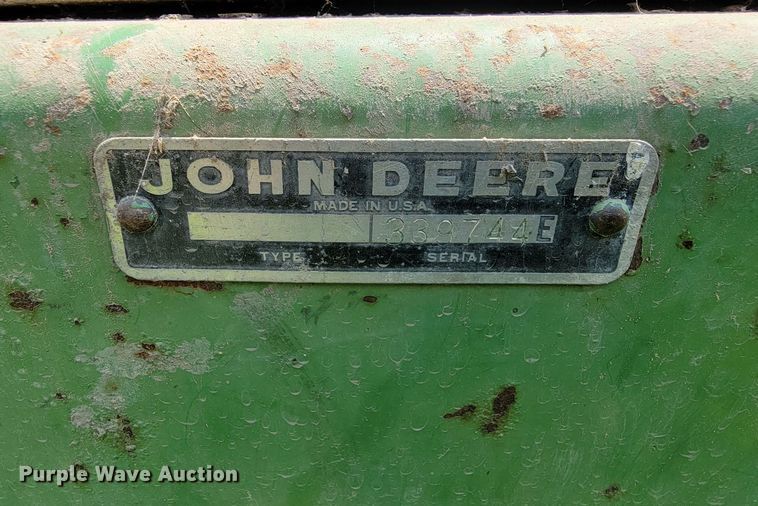 JOHN DEERE
MADE IN U.S.A.
339744E
TYPE SERIAL
Purple Wave Auction